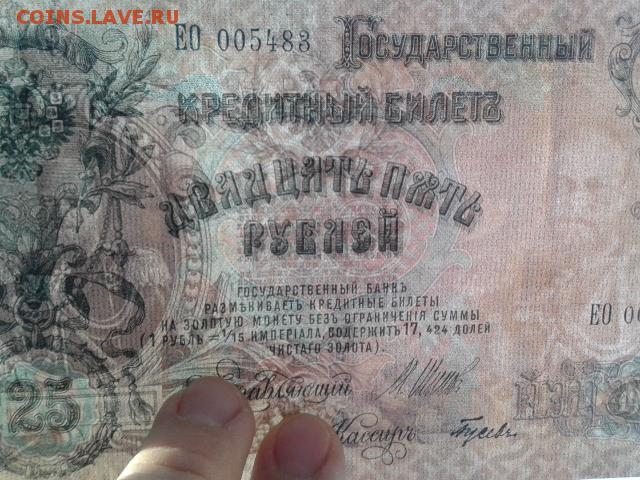 COINS.LAVE.RU
ЕО 005483
Государственный
Кредитный билетъ
Двадцать пять
рублей
Государственный банкъ
размѣниваетъ кредитные билеты
на золотую монету безъ ограниченія суммы
(1 рубль = 1/15 имперіала, содержитъ 17, 424 долей
чистаго золота).
ЕО 00
25
Управляющій
И. Шипов
Кассиръ
Гусевъ